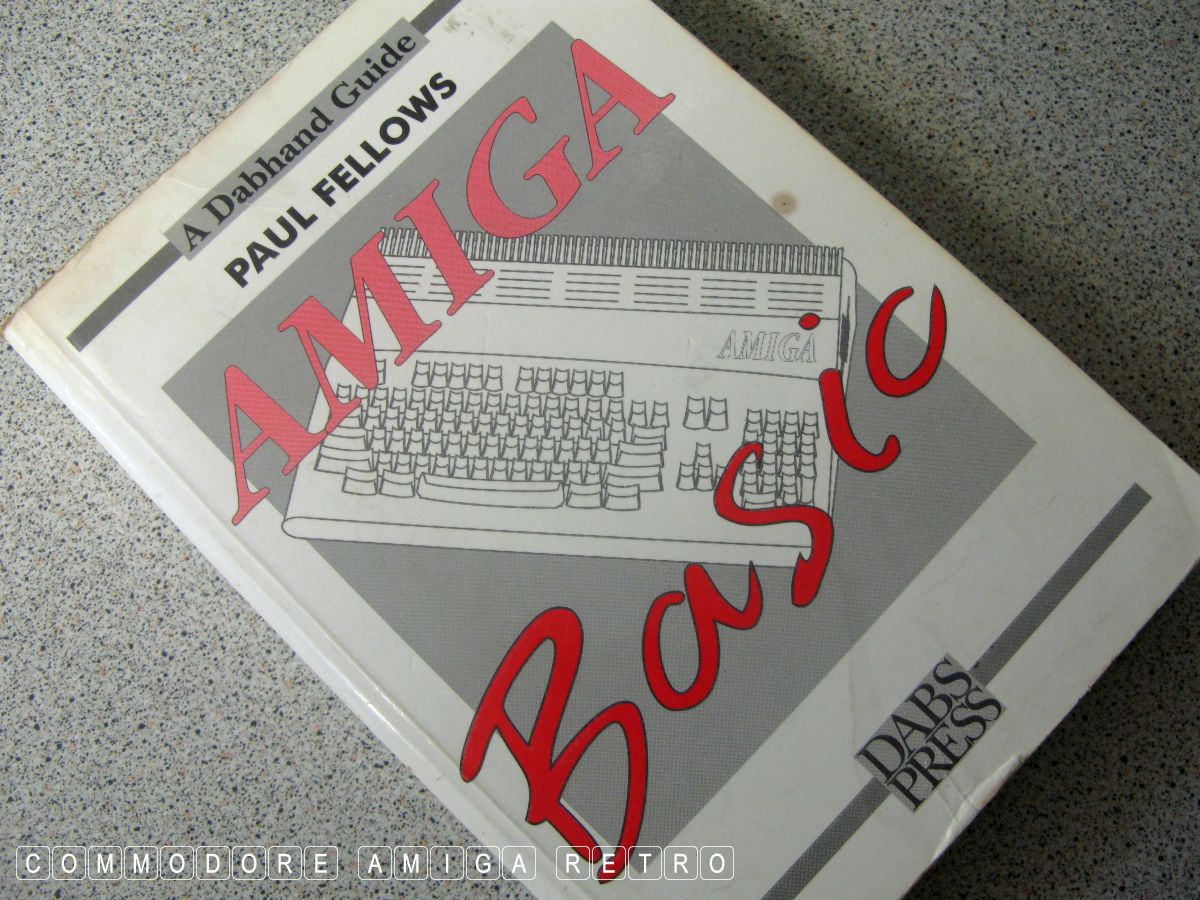 A Dabhand Guide
PAUL FELLOWS
AMIGA
AMIGA
Basic
DABS
PRESS
COMMODORE AMIGA RETRO